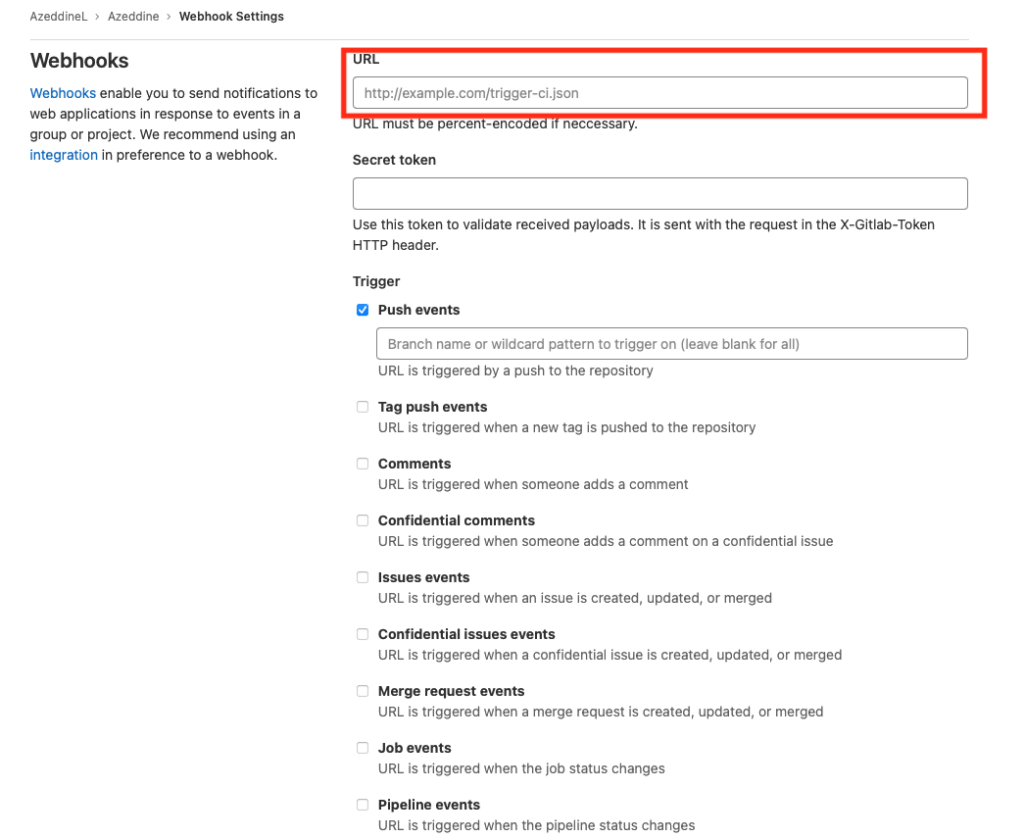 AzeddineL › Azeddine › Webhook Settings
Webhooks
Webhooks enable you to send notifications to
web applications in response to events in a
group or project. We recommend using an
integration in preference to a webhook.
URL
http://example.com/trigger-ci.json
URL must be percent-encoded if neccessary.
Secret token
Use this token to validate received payloads. It is sent with the request in the X-Gitlab-Token
HTTP header.
Trigger
Push events
Branch name or wildcard pattern to trigger on (leave blank for all)
URL is triggered by a push to the repository
Tag push events
URL is triggered when a new tag is pushed to the repository
Comments
URL is triggered when someone adds a comment
Confidential comments
URL is triggered when someone adds a comment on a confidential issue
Issues events
URL is triggered when an issue is created, updated, or merged
Confidential issues events
URL is triggered when a confidential issue is created, updated, or merged
Merge request events
URL is triggered when a merge request is created, updated, or merged
Job events
URL is triggered when the job status changes
Pipeline events
URL is triggered when the pipeline status changes